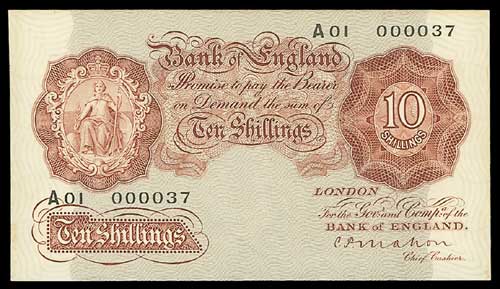 A01 000037
Bank of England
Promise to pay the Bearer
on Demand the sum of
Ten Shillings
10
SHILLINGS
A01 000037
LONDON
For the Govr. and Compa. of the
BANK OF ENGLAND.
C.P. Mahon
Chief Cashier.
Ten Shillings